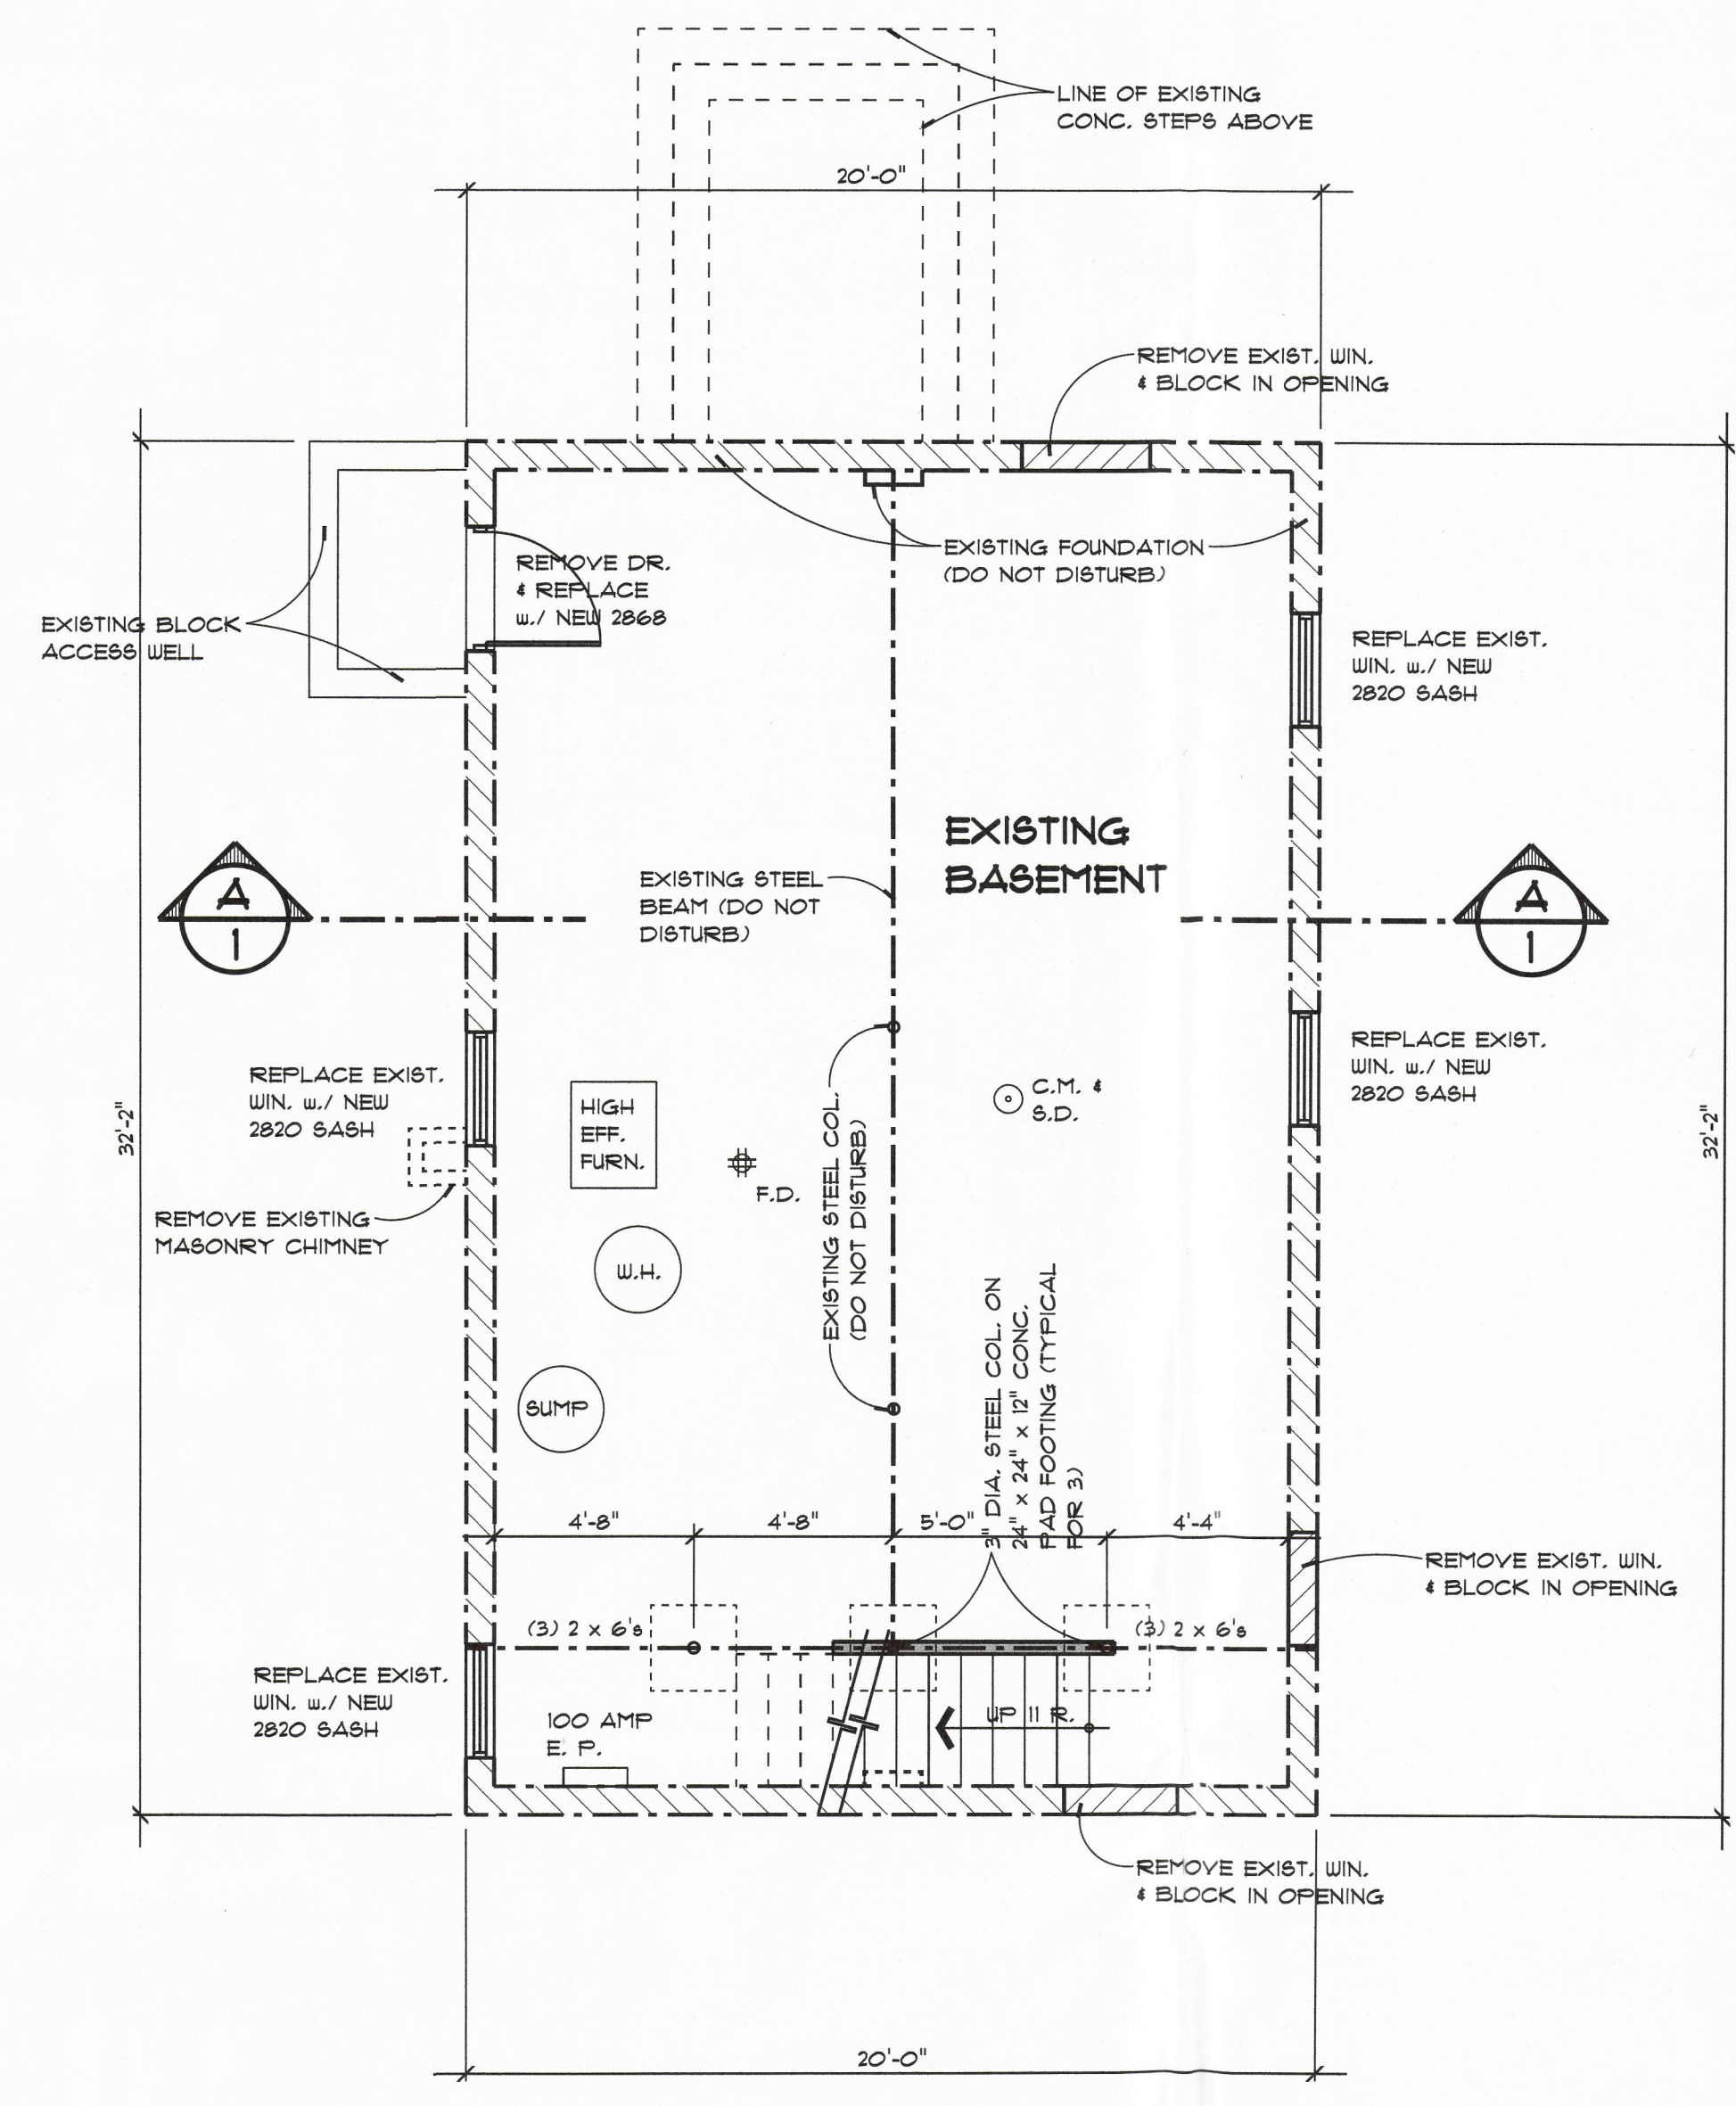 LINE OF EXISTING
CONC. STEPS ABOVE
20'-0"
REMOVE EXIST. WIN.
& BLOCK IN OPENING
EXISTING FOUNDATION
(DO NOT DISTURB)
REMOVE DR.
& REPLACE
w./ NEW 2868
EXISTING BLOCK
ACCESS WELL
REPLACE EXIST.
WIN. w./ NEW
2820 SASH
EXISTING
BASEMENT
EXISTING STEEL
BEAM (DO NOT
DISTURB)
A
1
A
1
REPLACE EXIST.
WIN. w./ NEW
2820 SASH
REPLACE EXIST.
WIN. w./ NEW
2820 SASH
32'-2"
32'-2"
HIGH
EFF.
FURN.
C.M. &
S.D.
F.D.
EXISTING STEEL COL.
(DO NOT DISTURB)
REMOVE EXISTING
MASONRY CHIMNEY
W.H.
SUMP
3" DIA. STEEL COL. ON
24" x 24" x 12" CONC.
PAD FOOTING (TYPICAL
FOR 3)
4'-8"
4'-8"
5'-0"
4'-4"
REMOVE EXIST. WIN.
& BLOCK IN OPENING
(3) 2 x 6's
(3) 2 x 6's
REPLACE EXIST.
WIN. w./ NEW
2820 SASH
100 AMP
E. P.
UP 11 R.
REMOVE EXIST. WIN.
& BLOCK IN OPENING
20'-0"